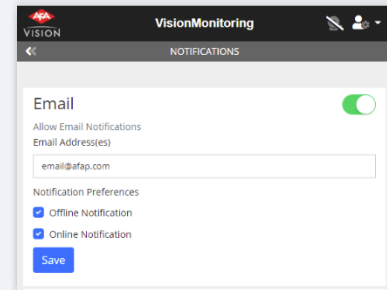 AFA
VISION
VisionMonitoring
NOTIFICATIONS
Email
Allow Email Notifications
Email Address(es)
email@afap.com
Notification Preferences
Offline Notification
Online Notification
Save